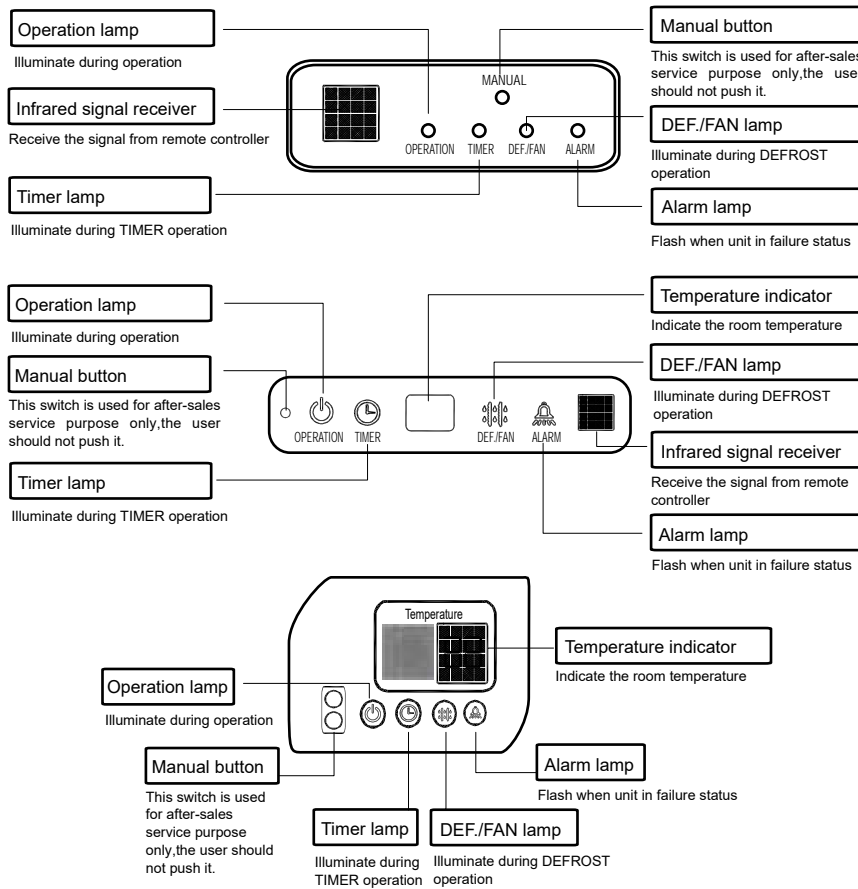 Operation lamp
Illuminate during operation
Infrared signal receiver
Receive the signal from remote controller
Timer lamp
Illuminate during TIMER operation
MANUAL
OPERATION TIMER DEF./FAN ALARM
Manual button
This switch is used for after-sales
service purpose only,the user
should not push it.
DEF./FAN lamp
Illuminate during DEFROST
operation
Alarm lamp
Flash when unit in failure status
Operation lamp
Illuminate during operation
Manual button
This switch is used for after-sales
service purpose only,the user
should not push it.
Timer lamp
Illuminate during TIMER operation
OPERATION TIMER DEF./FAN ALARM
Temperature indicator
Indicate the room temperature
DEF./FAN lamp
Illuminate during DEFROST
operation
Infrared signal receiver
Receive the signal from remote
controller
Alarm lamp
Flash when unit in failure status
Temperature
Temperature indicator
Indicate the room temperature
Operation lamp
Illuminate during operation
Manual button
This switch is used
for after-sales
service purpose
only,the user should
not push it.
Timer lamp
Illuminate during
TIMER operation
DEF./FAN lamp
Illuminate during DEFROST
operation
Alarm lamp
Flash when unit in failure status